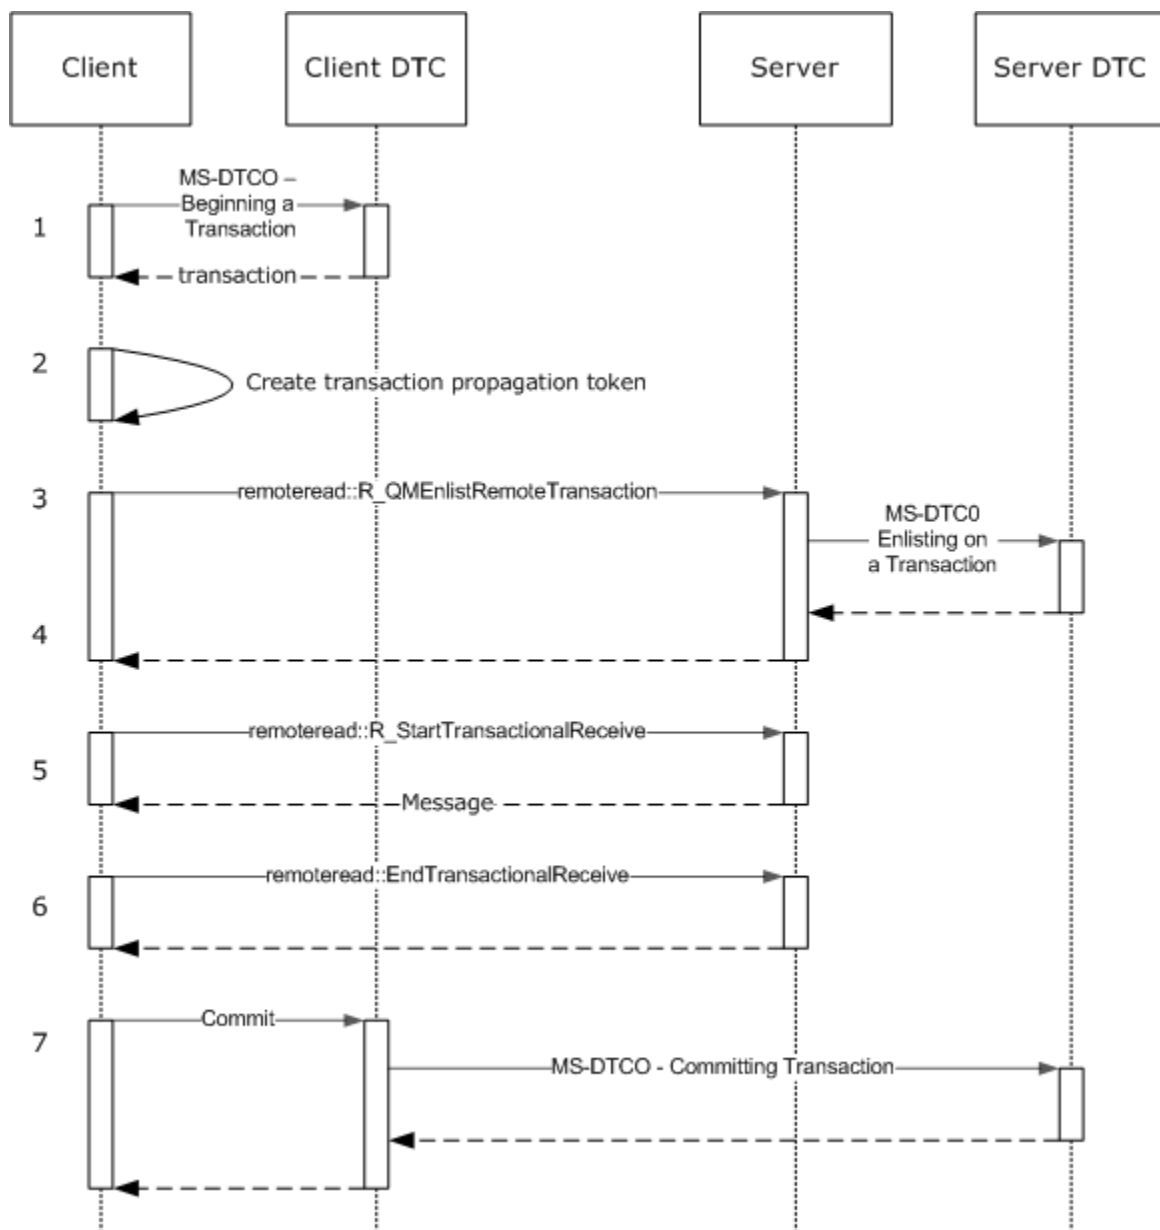 Client
Client DTC
Server
Server DTC
1
MS-DTCO –
Beginning a
Transaction
transaction
2
Create transaction propagation token
3
remoteread::R_QMEnlistRemoteTransaction
MS-DTC0
Enlisting on
a Transaction
4
remoteread::R_StartTransactionalReceive
5
Message
remoteread::EndTransactionalReceive
6
Commit
7
MS-DTCO - Committing Transaction